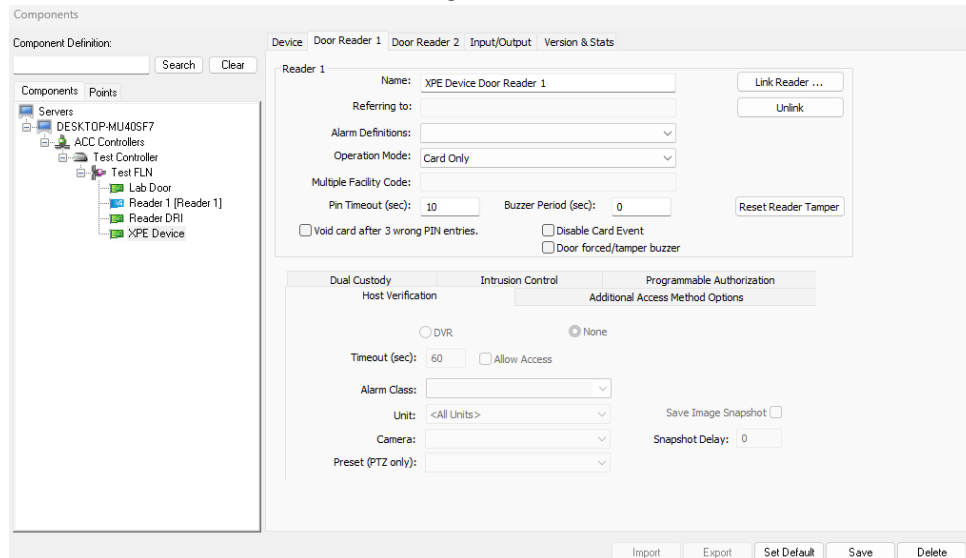 Components
Component Definition:
Search Clear
Components Points
Servers
DESKTOP-MU40SF7
ACC Controllers
Test Controller
Test FLN
Lab Door
Reader 1 [Reader 1]
Reader DRI
XPE Device
Device Door Reader 1 Door Reader 2 Input/Output Version & Stats
Reader 1
Name: XPE Device Door Reader 1 Link Reader ...
Referring to: Unlink
Alarm Definitions:
Operation Mode: Card Only
Multiple Facility Code:
Pin Timeout (sec): 10 Buzzer Period (sec): 0 Reset Reader Tamper
Void card after 3 wrong PIN entries. Disable Card Event
Door forced/tamper buzzer
Dual Custody Intrusion Control Programmable Authorization
Host Verification Additional Access Method Options
DVR None
Timeout (sec): 60 Allow Access
Alarm Class:
Unit: <All Units> Save Image Snapshot
Camera: Snapshot Delay: 0
Preset (PTZ only):
Import Export Set Default Save Delete